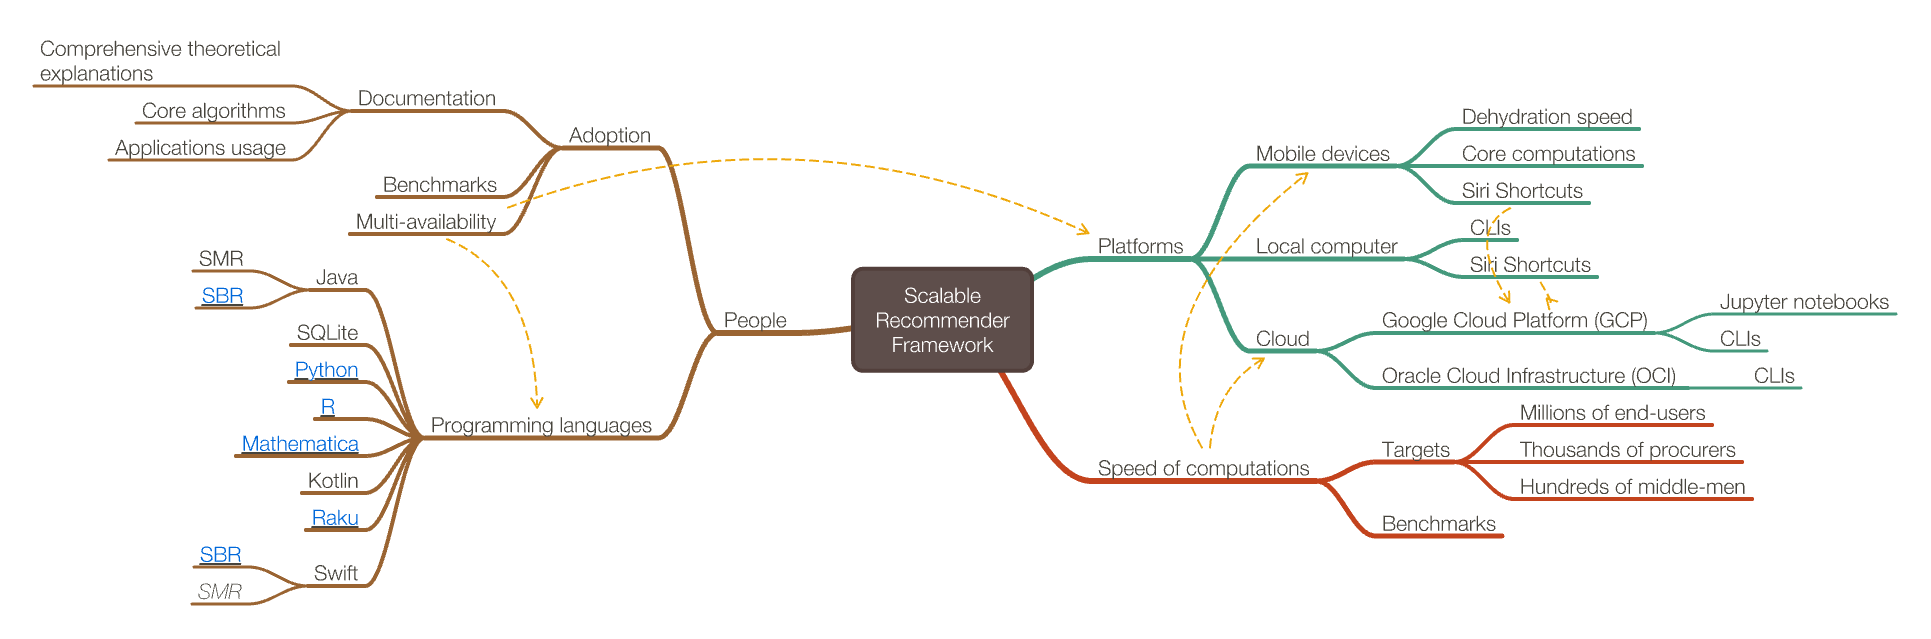 Comprehensive theoretical
explanations
Core algorithms
Applications usage
Documentation
Benchmarks
Multi-availability
Adoption
SMR
SBR
Java
SQLite
Python
R
Mathematica
Kotlin
Raku
SBR
SMR
Swift
Programming languages
People
Scalable
Recommender
Framework
Platforms
Mobile devices
Dehydration speed
Core computations
Siri Shortcuts
Local computer
CLIs
Siri Shortcuts
Cloud
Google Cloud Platform (GCP)
Jupyter notebooks
CLIs
Oracle Cloud Infrastructure (OCI)
CLIs
Speed of computations
Targets
Millions of end-users
Thousands of procurers
Hundreds of middle-men
Benchmarks